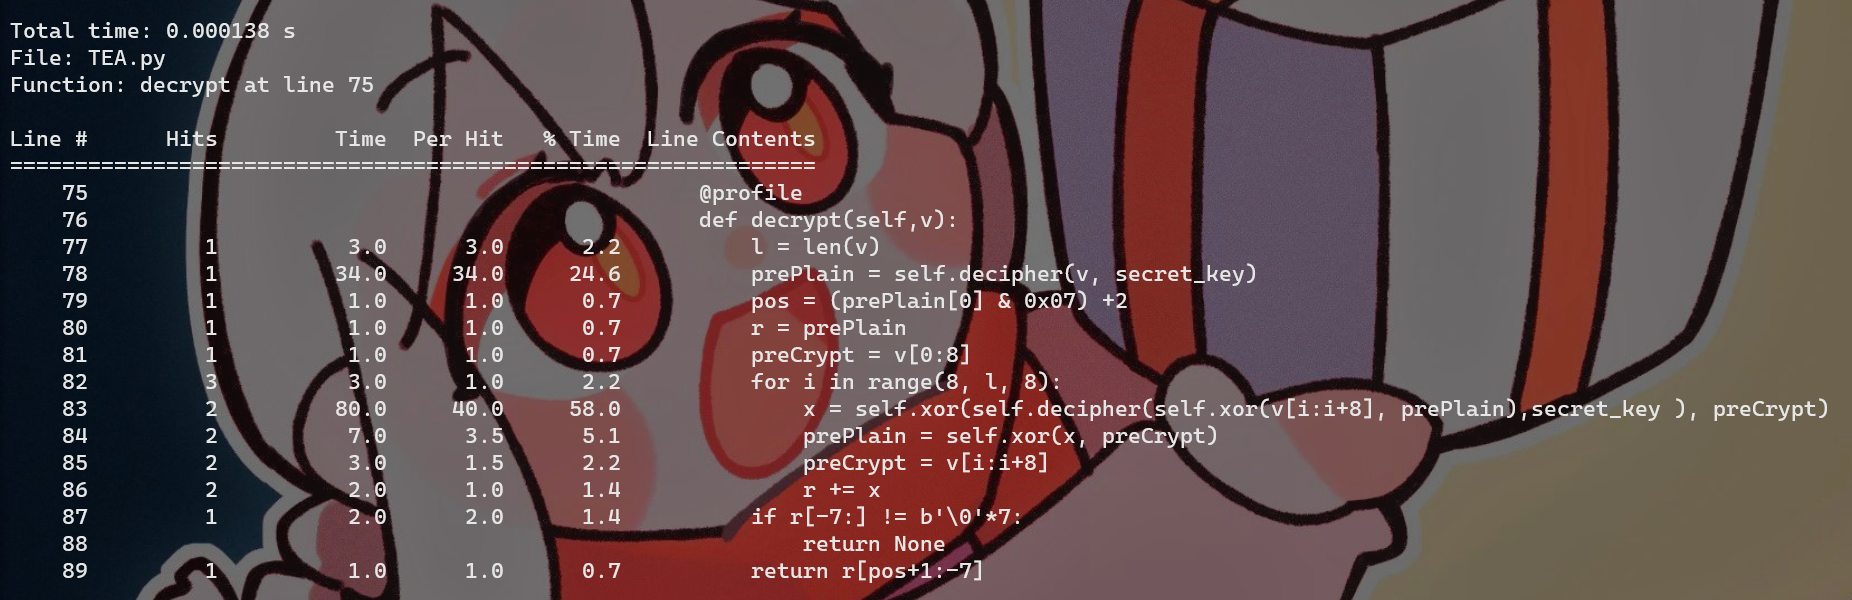 Total time: 0.000138 s
File: TEA.py
Function: decrypt at line 75

Line #      Hits         Time  Per Hit   % Time  Line Contents
==============================================================
    75                                               @profile
    76                                               def decrypt(self,v):
    77         1          3.0      3.0      2.2          l = len(v)
    78         1         34.0     34.0     24.6          prePlain = self.decipher(v, secret_key)
    79         1          1.0      1.0      0.7          pos = (prePlain[0] & 0x07) +2
    80         1          1.0      1.0      0.7          r = prePlain
    81         1          1.0      1.0      0.7          preCrypt = v[0:8]
    82         3          3.0      1.0      2.2          for i in range(8, l, 8):
    83         2         80.0     40.0     58.0              x = self.xor(self.decipher(self.xor(v[i:i+8], prePlain),secret_key ), preCrypt)
    84         2          7.0      3.5      5.1              prePlain = self.xor(x, preCrypt)
    85         2          3.0      1.5      2.2              preCrypt = v[i:i+8]
    86         2          2.0      1.0      1.4              r += x
    87         1          2.0      2.0      1.4          if r[-7:] != b'\0'*7:
    88                                                       return None
    89         1          1.0      1.0      0.7          return r[pos+1:-7]